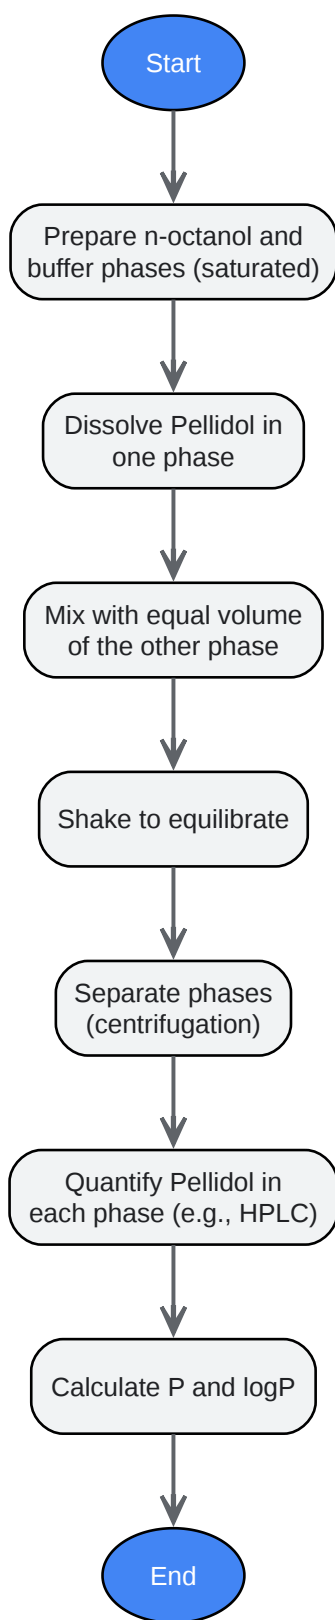 Start
Prepare n-octanol and
buffer phases (saturated)
Dissolve Pellidol in
one phase
Mix with equal volume
of the other phase
Shake to equilibrate
Separate phases
(centrifugation)
Quantify Pellidol in
each phase (e.g., HPLC)
Calculate P and logP
End